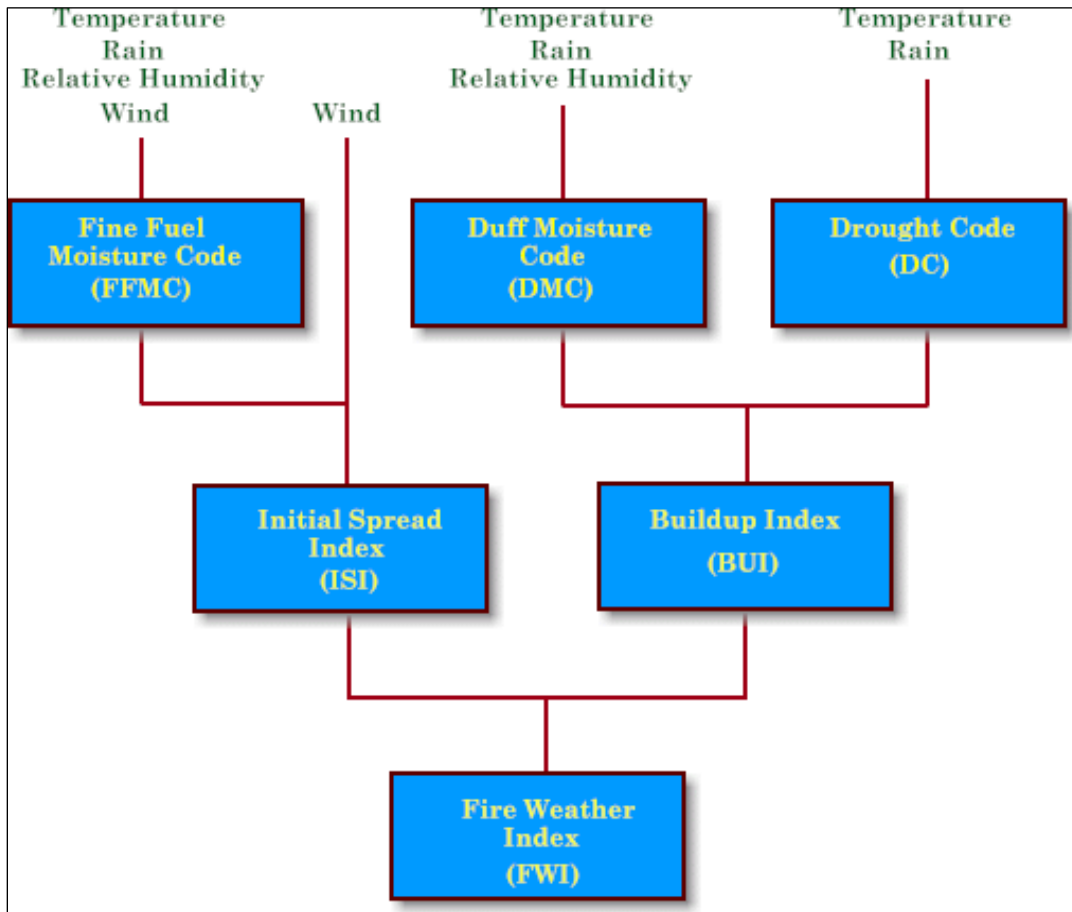 Temperature
Rain
Relative Humidity
Wind
Wind
Temperature
Rain
Relative Humidity
Temperature
Rain
Fine Fuel
Moisture Code
(FFMC)
Duff Moisture
Code
(DMC)
Drought Code
(DC)
Initial Spread
Index
(ISI)
Buildup Index
(BUI)
Fire Weather
Index
(FWI)